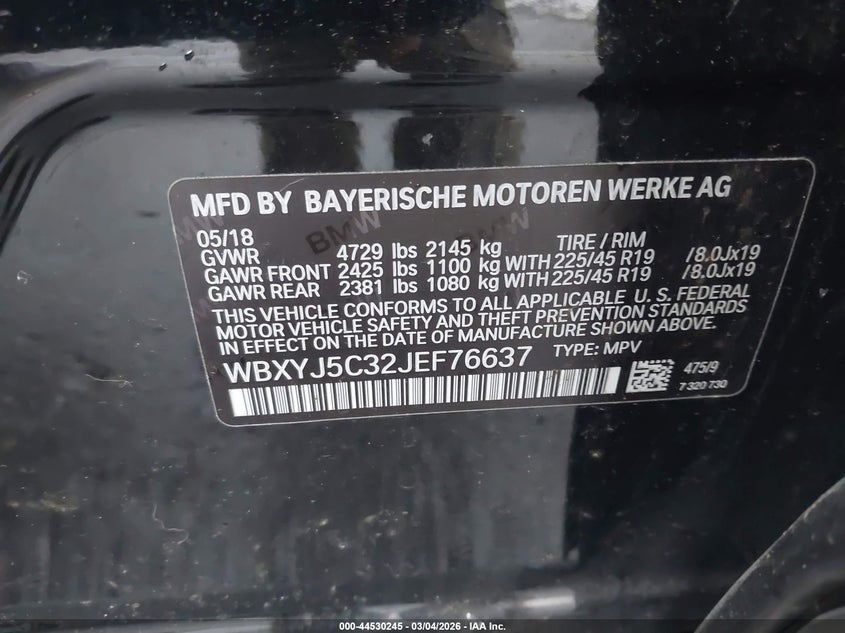 MFD BY BAYERISCHE MOTOREN WERKE AG
05/18
GVWR 4729 lbs 2145 kg TIRE / RIM
GAWR FRONT 2425 lbs 1100 kg WITH 225/45 R19 /8.0Jx19
GAWR REAR 2381 lbs 1080 kg WITH 225/45 R19 /8.0Jx19
THIS VEHICLE CONFORMS TO ALL APPLICABLE U. S. FEDERAL
MOTOR VEHICLE SAFETY AND THEFT PREVENTION STANDARDS
IN EFFECT ON THE DATE OF MANUFACTURE SHOWN ABOVE.
WBXYJ5C32JEF76637 TYPE: MPV
475/9
7 320 730
BMW
BMW
BMW
000-44530245 - 03/04/2026 - IAA Inc.